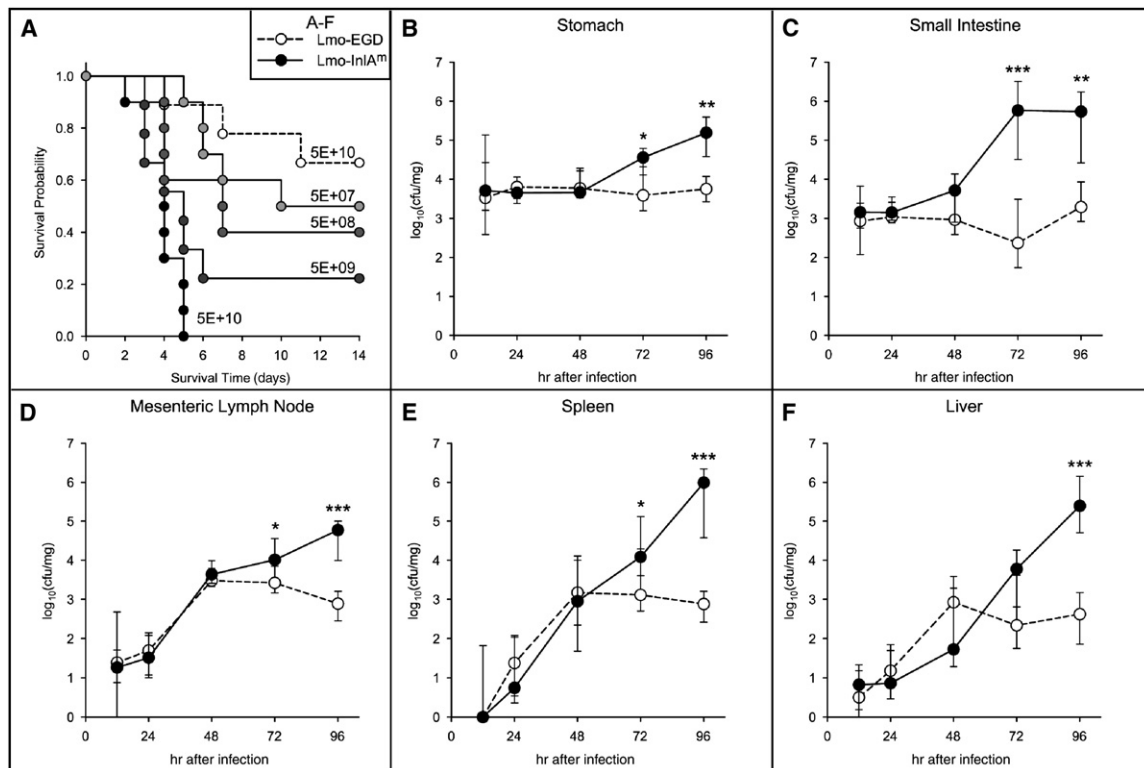 A
A-F
Lmo-EGD
Lmo-InlAᵐ
1.0
0.8
0.6
0.4
0.2
0.0
Survival Probability
5E+10
5E+07
5E+08
5E+09
5E+10
0 2 4 6 8 10 12 14
Survival Time (days)
B
Stomach
7
6
5
4
3
2
1
0
log₁₀(cfu/mg)
*
**
0 24 48 72 96
hr after infection
C
Small Intestine
7
6
5
4
3
2
1
0
log₁₀(cfu/mg)
***
**
0 24 48 72 96
hr after infection
D
Mesenteric Lymph Node
7
6
5
4
3
2
1
0
log₁₀(cfu/mg)
*
***
0 24 48 72 96
hr after infection
E
Spleen
7
6
5
4
3
2
1
0
log₁₀(cfu/mg)
*
***
0 24 48 72 96
hr after infection
F
Liver
7
6
5
4
3
2
1
0
log₁₀(cfu/mg)
***
0 24 48 72 96
hr after infection